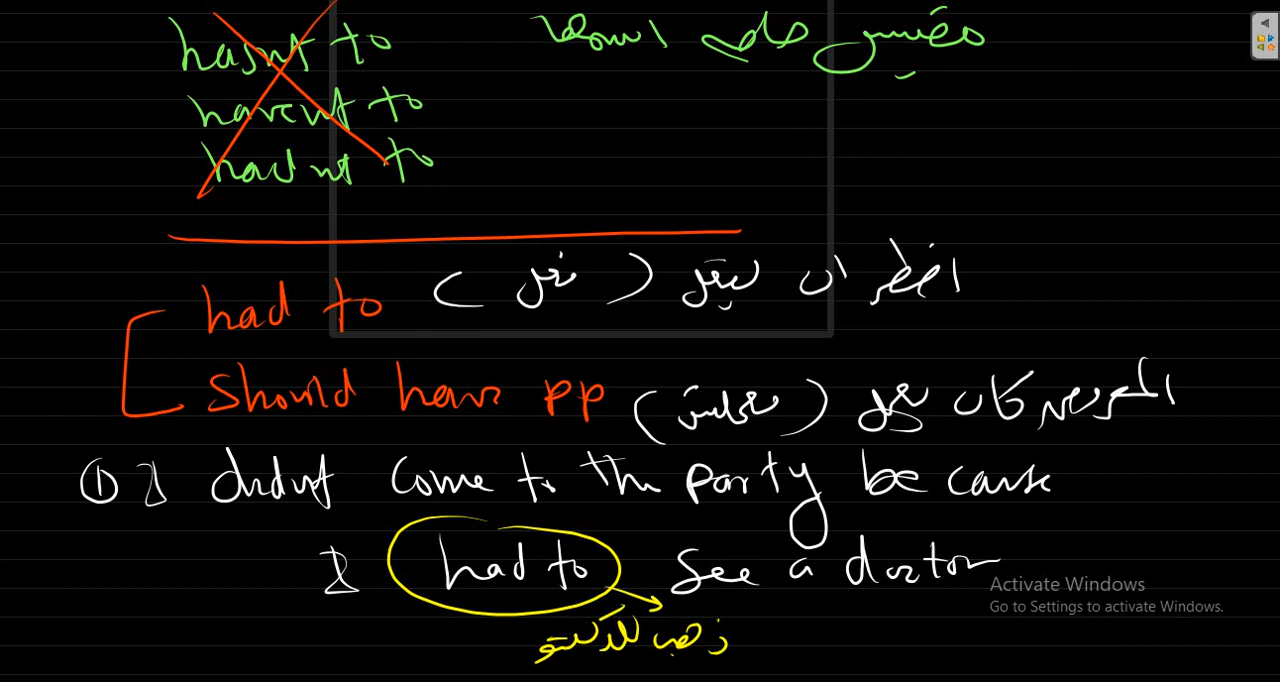 hasn't to مفيش حاجه اسمها
haven't to
hadn't to
had to اضطر ان يفعل (فعل)
should have pp المفروض كان يعمل (معملش)
① I didn't come to the party because
I had to see a doctor
ذهب للدكتور
Activate Windows
Go to Settings to activate Windows.